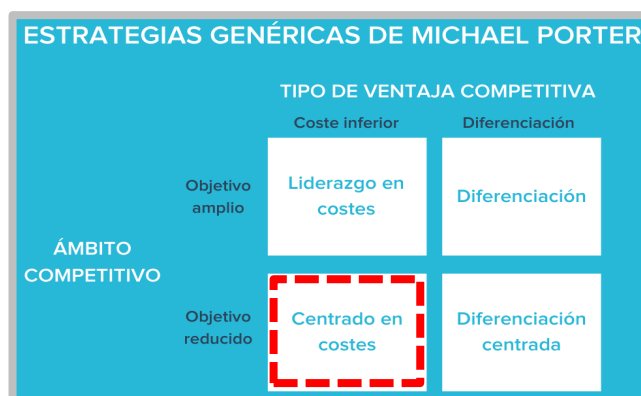 ESTRATEGIAS GENÉRICAS DE MICHAEL PORTER
TIPO DE VENTAJA COMPETITIVA
Coste inferior
Diferenciación
Objetivo
amplio
Liderazgo en
costes
Diferenciación
ÁMBITO
COMPETITIVO
Objetivo
reducido
Centrado en
costes
Diferenciación
centrada